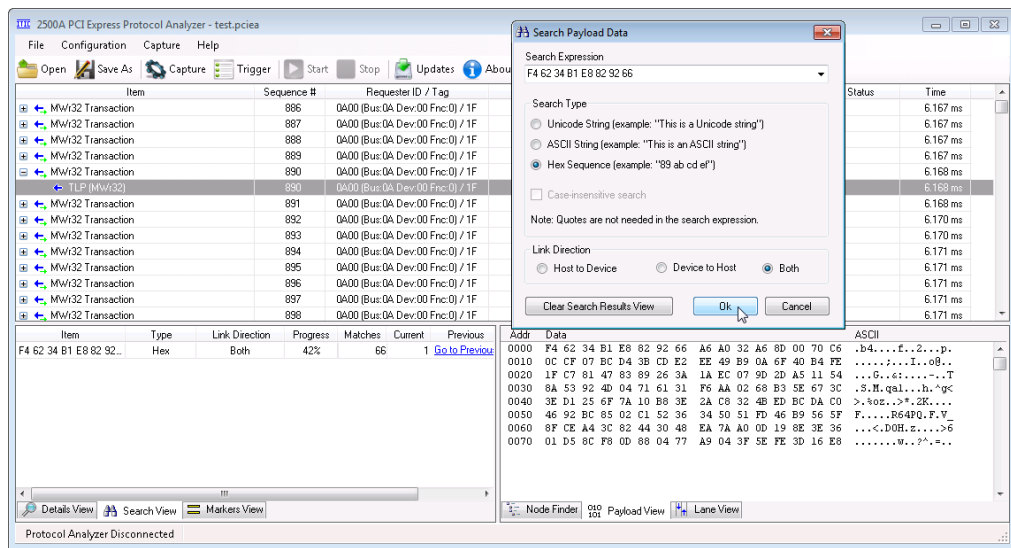 2500A PCI Express Protocol Analyzer - test.pciea
File Configuration Capture Help
Open Save As Capture Trigger Start Stop Updates Abou
Item Sequence # Requester ID / Tag Status Time
MWr32 Transaction 886 0A00 (Bus:0A Dev:00 Fnc:0) / 1F 6.167 ms
MWr32 Transaction 887 0A00 (Bus:0A Dev:00 Fnc:0) / 1F 6.167 ms
MWr32 Transaction 888 0A00 (Bus:0A Dev:00 Fnc:0) / 1F 6.167 ms
MWr32 Transaction 889 0A00 (Bus:0A Dev:00 Fnc:0) / 1F 6.167 ms
MWr32 Transaction 890 0A00 (Bus:0A Dev:00 Fnc:0) / 1F 6.168 ms
TLP (MWr32) 890 0A00 (Bus:0A Dev:00 Fnc:0) / 1F 6.168 ms
MWr32 Transaction 891 0A00 (Bus:0A Dev:00 Fnc:0) / 1F 6.168 ms
MWr32 Transaction 892 0A00 (Bus:0A Dev:00 Fnc:0) / 1F 6.170 ms
MWr32 Transaction 893 0A00 (Bus:0A Dev:00 Fnc:0) / 1F 6.170 ms
MWr32 Transaction 894 0A00 (Bus:0A Dev:00 Fnc:0) / 1F 6.171 ms
MWr32 Transaction 895 0A00 (Bus:0A Dev:00 Fnc:0) / 1F 6.171 ms
MWr32 Transaction 896 0A00 (Bus:0A Dev:00 Fnc:0) / 1F 6.171 ms
MWr32 Transaction 897 0A00 (Bus:0A Dev:00 Fnc:0) / 1F 6.171 ms
MWr32 Transaction 898 0A00 (Bus:0A Dev:00 Fnc:0) / 1F 6.171 ms
Search Payload Data
Search Expression
F4 62 34 B1 E8 82 92 66
Search Type
Unicode String (example: "This is a Unicode string")
ASCII String (example: "This is an ASCII string")
Hex Sequence (example: "89 ab cd ef")
Case-insensitive search
Note: Quotes are not needed in the search expression.
Link Direction
Host to Device Device to Host Both
Clear Search Results View Ok Cancel
Item Type Link Direction Progress Matches Current Previous
F4 62 34 B1 E8 82 92... Hex Both 42% 66 1 Go to Previou
Addr Data ASCII
0000 F4 62 34 B1 E8 82 92 66 A6 A0 32 A6 8D 00 70 C6 .b4....f..2...p.
0010 0C CF 07 BC D4 3B CD E2 EE 49 B9 0A 6F 40 B4 FE .....;...I..o@..
0020 1F C7 81 47 83 89 26 3A 1A EC 07 9D 2D A5 11 54 ...G..&:....-..T
0030 8A 53 92 4D 04 71 61 31 F6 AA 02 68 B3 5E 67 3C .S.M.qa1...h.^g<
0040 3E D1 25 6F 7A 10 B8 3E 2A C8 32 4B ED BC DA C0 >.%oz..>*.2K....
0050 46 92 BC 85 02 C1 52 36 34 50 51 FD 46 B9 56 5F F.....R64PQ.F.V_
0060 8F CE A4 3C 82 44 30 48 EA 7A A0 0D 19 8E 3E 36 ...<.D0H.z....>6
0070 01 D5 8C F8 0D 88 04 77 A9 04 3F 5E FE 3D 16 E8 .......w..?^.=..
Details View Search View Markers View
Node Finder 010 101 Payload View Lane View
Protocol Analyzer Disconnected